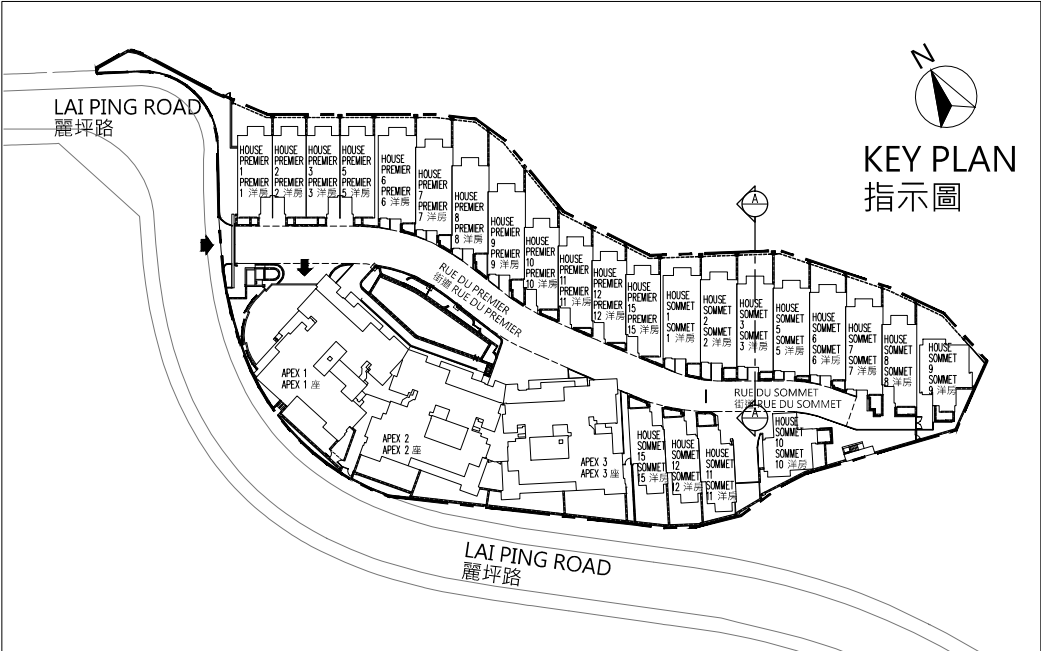 LAI PING ROAD
麗坪路
N
KEY PLAN
指示圖
HOUSE
PREMIER
1
PREMIER
1 洋房
HOUSE
PREMIER
2
PREMIER
2 洋房
HOUSE
PREMIER
3
PREMIER
3 洋房
HOUSE
PREMIER
5
PREMIER
5 洋房
HOUSE
PREMIER
6
PREMIER
6 洋房
HOUSE
PREMIER
7
PREMIER
7 洋房
HOUSE
PREMIER
8
PREMIER
8 洋房
HOUSE
PREMIER
9
PREMIER
9 洋房
HOUSE
PREMIER
10
PREMIER
10 洋房
HOUSE
PREMIER
11
PREMIER
11 洋房
HOUSE
PREMIER
12
PREMIER
12 洋房
HOUSE
PREMIER
15
PREMIER
15 洋房
HOUSE
SOMMET
1
SOMMET
1 洋房
HOUSE
SOMMET
2
SOMMET
2 洋房
A
HOUSE
SOMMET
3
SOMMET
3 洋房
HOUSE
SOMMET
5
SOMMET
5 洋房
HOUSE
SOMMET
6
SOMMET
6 洋房
HOUSE
SOMMET
7
SOMMET
7 洋房
HOUSE
SOMMET
8
SOMMET
8 洋房
HOUSE
SOMMET
9
SOMMET
9 洋房
RUE DU PREMIER
街道 RUE DU PREMIER
RUE DU SOMMET
街道 RUE DU SOMMET
A
APEX 1
APEX 1 座
APEX 2
APEX 2 座
APEX 3
APEX 3 座
HOUSE
SOMMET
15
SOMMET
15 洋房
HOUSE
SOMMET
12
SOMMET
12 洋房
HOUSE
SOMMET
11
SOMMET
11 洋房
HOUSE
SOMMET
10
SOMMET
10 洋房
LAI PING ROAD
麗坪路